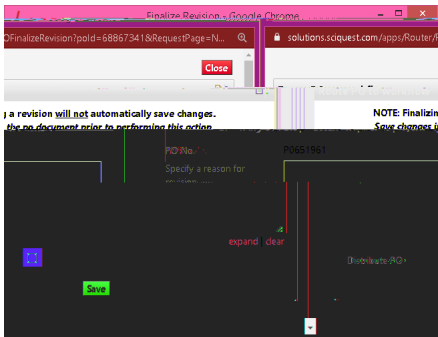 Finalize Revision - Google Chrome
OFinalizeRevision?poId=68867341&RequestPage=N...
solutions.sciquest.com/apps/Router/F
Close
g a revision will not automatically save changes.
the po document prior to performing this action.
NOTE: Finalizin
Save changes i
PO No.
P0651961
Specify a reason for
expand | clear
Distribute PO
Save